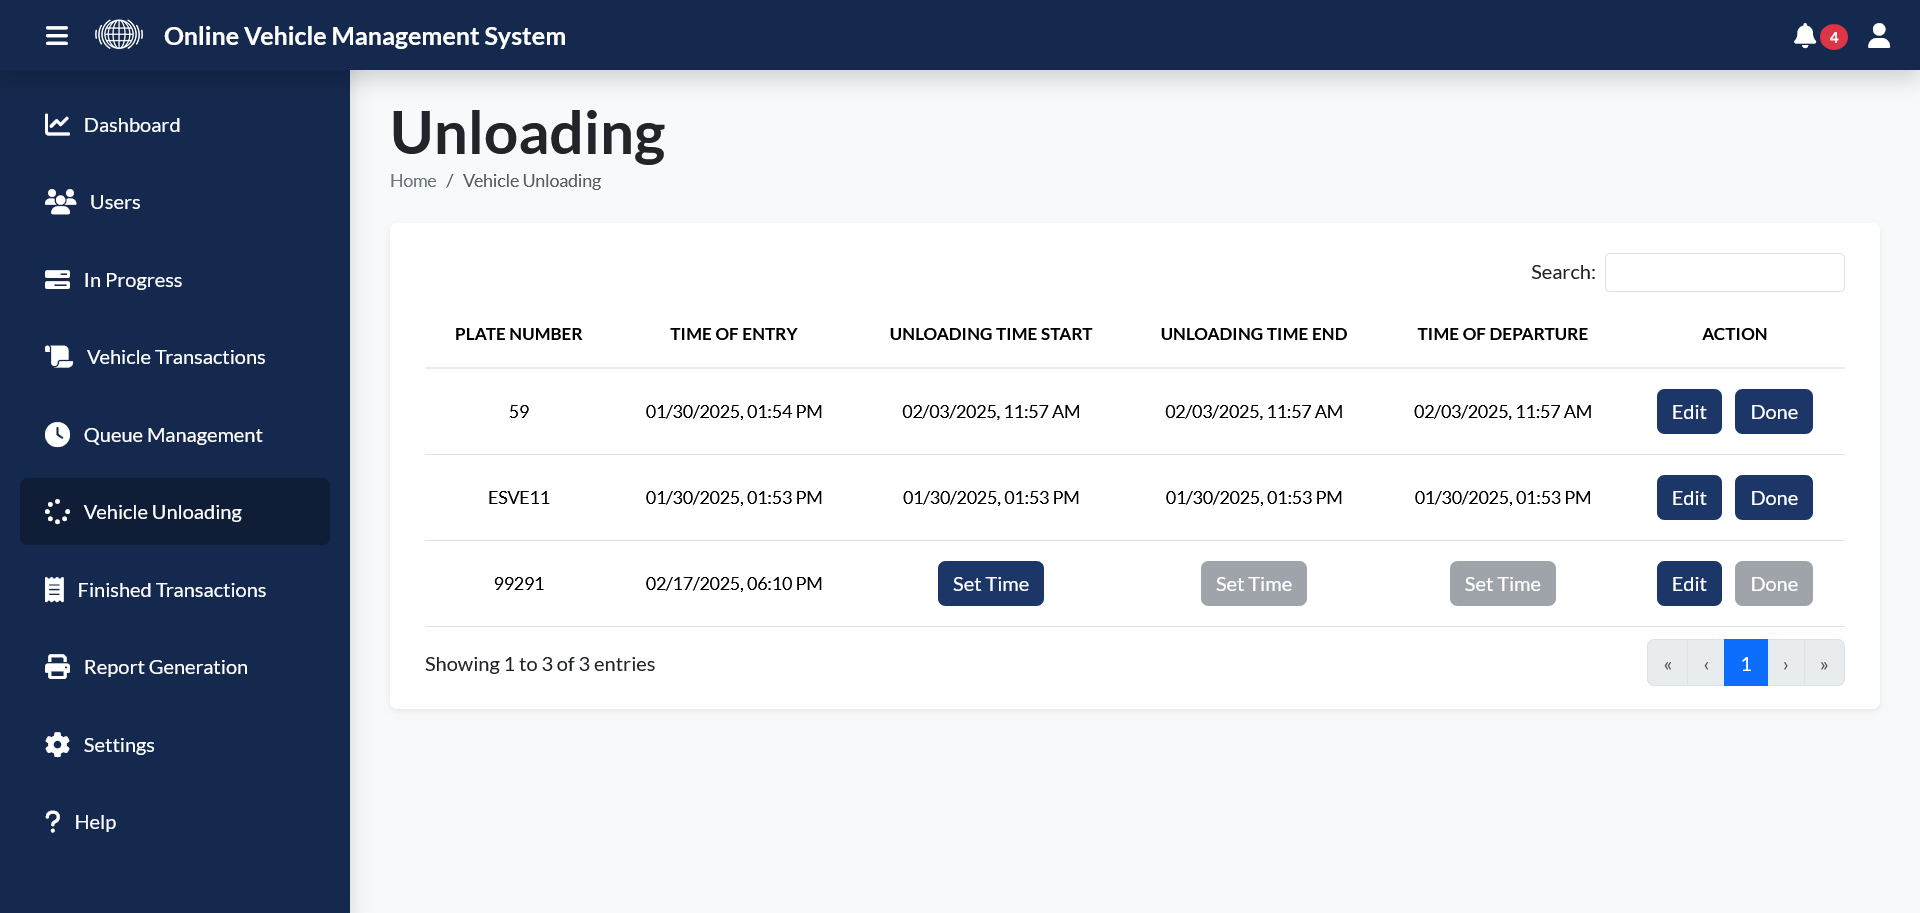 Online Vehicle Management System
4
Dashboard
Users
In Progress
Vehicle Transactions
Queue Management
Vehicle Unloading
Finished Transactions
Report Generation
Settings
Help
Unloading
Home / Vehicle Unloading
Search:
PLATE NUMBER TIME OF ENTRY UNLOADING TIME START UNLOADING TIME END TIME OF DEPARTURE ACTION
59 01/30/2025, 01:54 PM 02/03/2025, 11:57 AM 02/03/2025, 11:57 AM 02/03/2025, 11:57 AM Edit Done
ESVE11 01/30/2025, 01:53 PM 01/30/2025, 01:53 PM 01/30/2025, 01:53 PM 01/30/2025, 01:53 PM Edit Done
99291 02/17/2025, 06:10 PM Set Time Set Time Set Time Edit Done
Showing 1 to 3 of 3 entries
« ‹ 1 › »